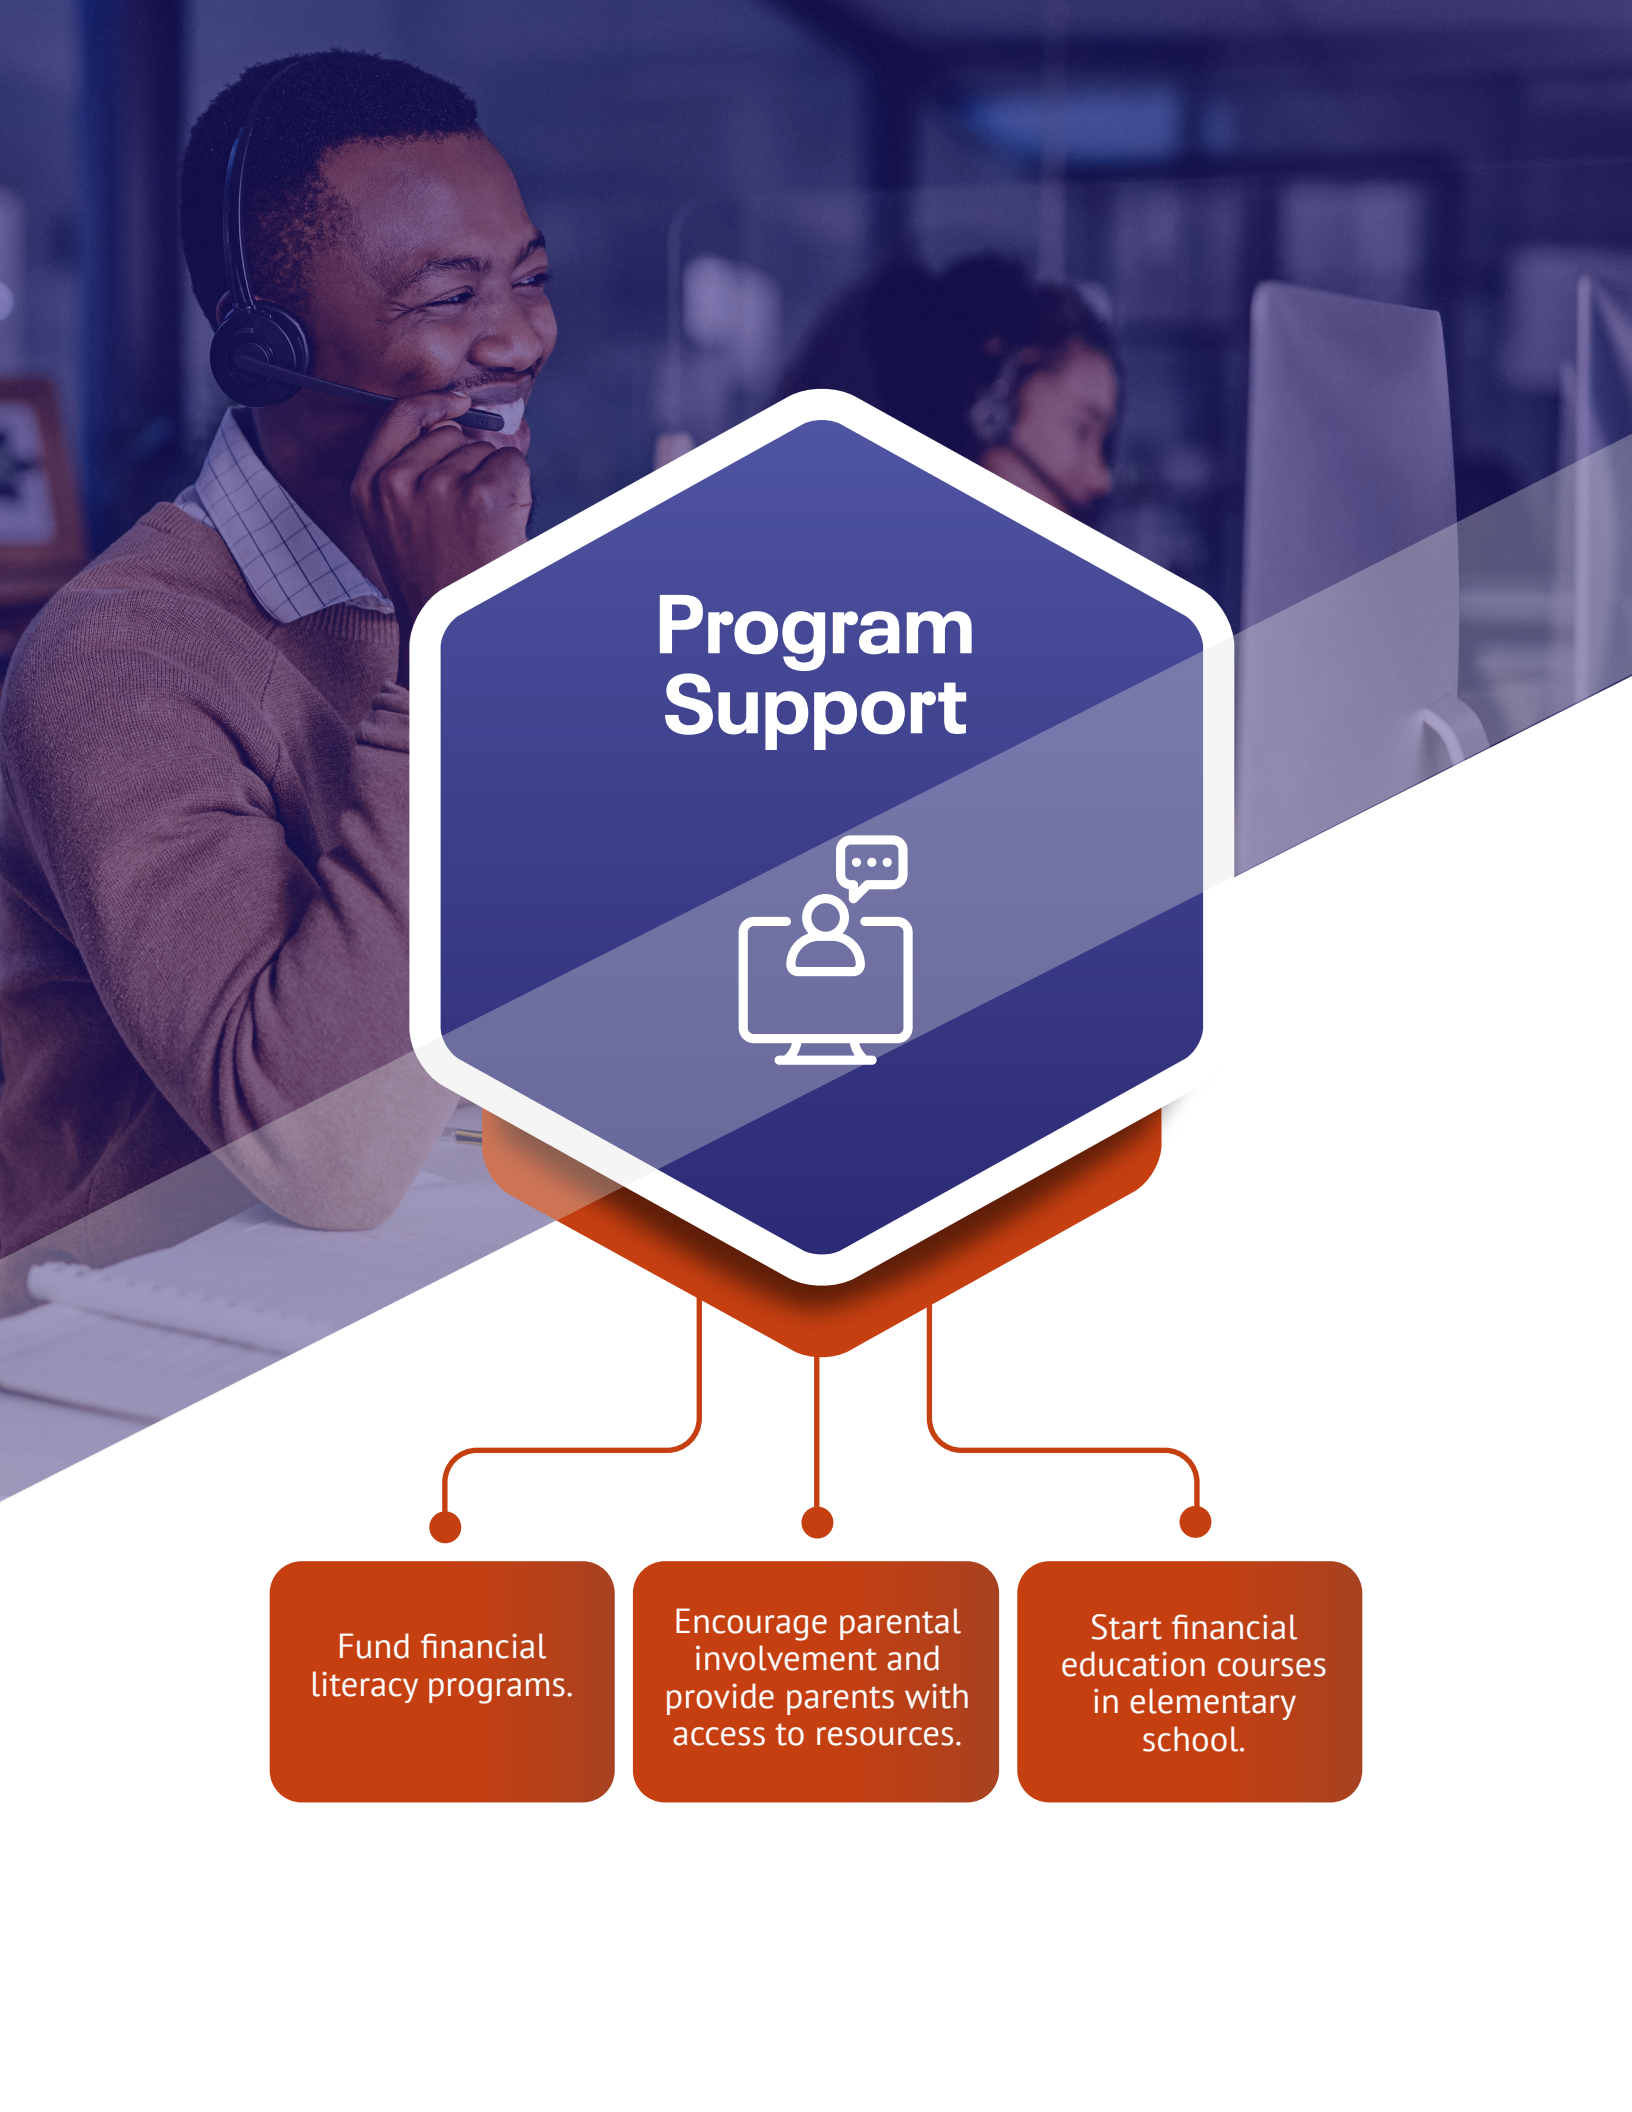 Program
Support
Fund financial
literacy programs.
Encourage parental
involvement and
provide parents with
access to resources.
Start financial
education courses
in elementary
school.